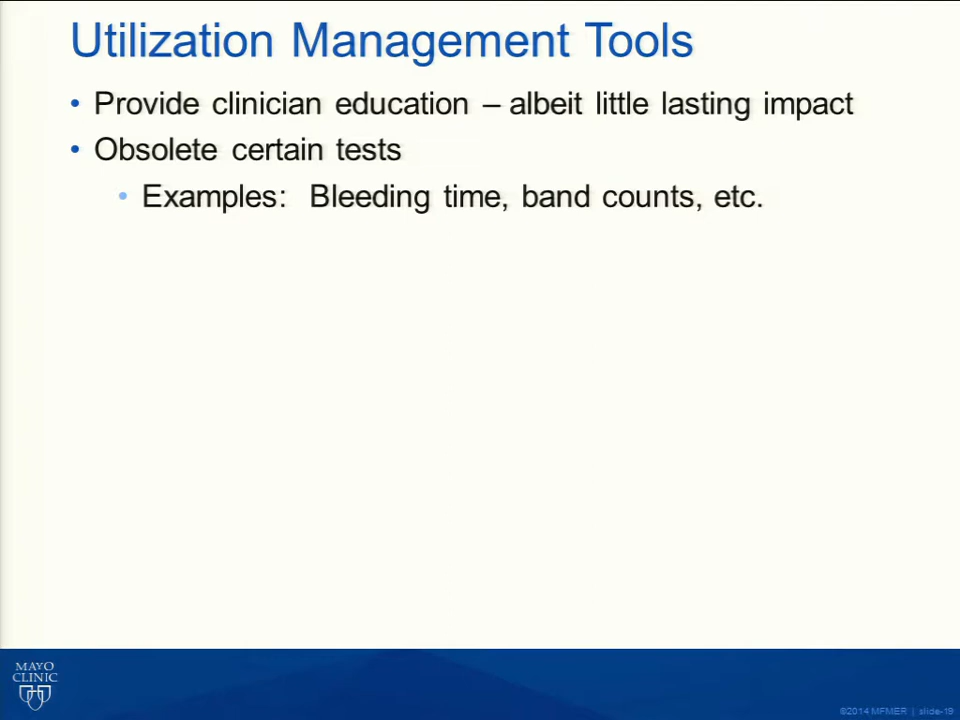 Utilization Management Tools
• Provide clinician education – albeit little lasting impact
• Obsolete certain tests
• Examples: Bleeding time, band counts, etc.
MAYO
CLINIC
©2014 MFMER | slide-19